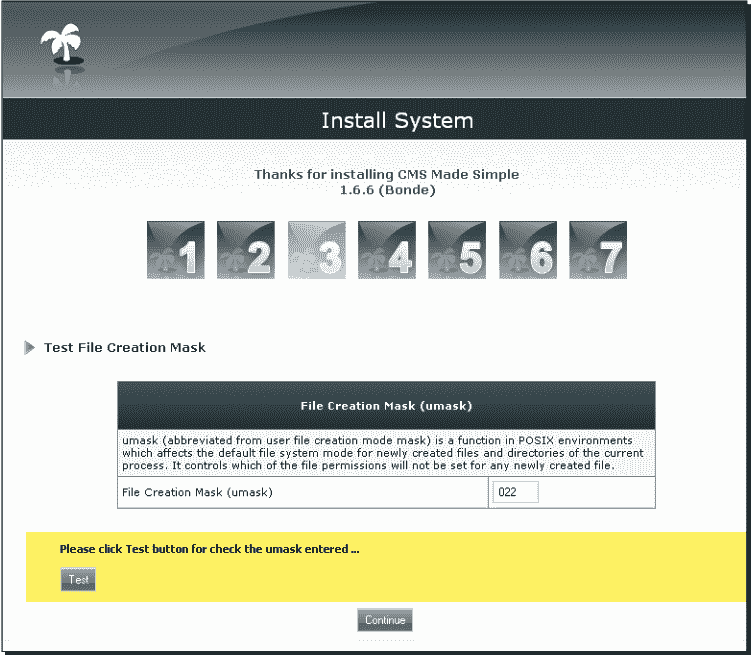 Install System
Thanks for installing CMS Made Simple
1.6.6 (Bonde)
1 2 3 4 5 6 7
Test File Creation Mask
File Creation Mask (umask)
umask (abbreviated from user file creation mode mask) is a function in POSIX environments
which affects the default file system mode for newly created files and directories of the current
process. It controls which of the file permissions will not be set for any newly created file.
File Creation Mask (umask) 022
Please click Test button for check the umask entered ...
Test
Continue